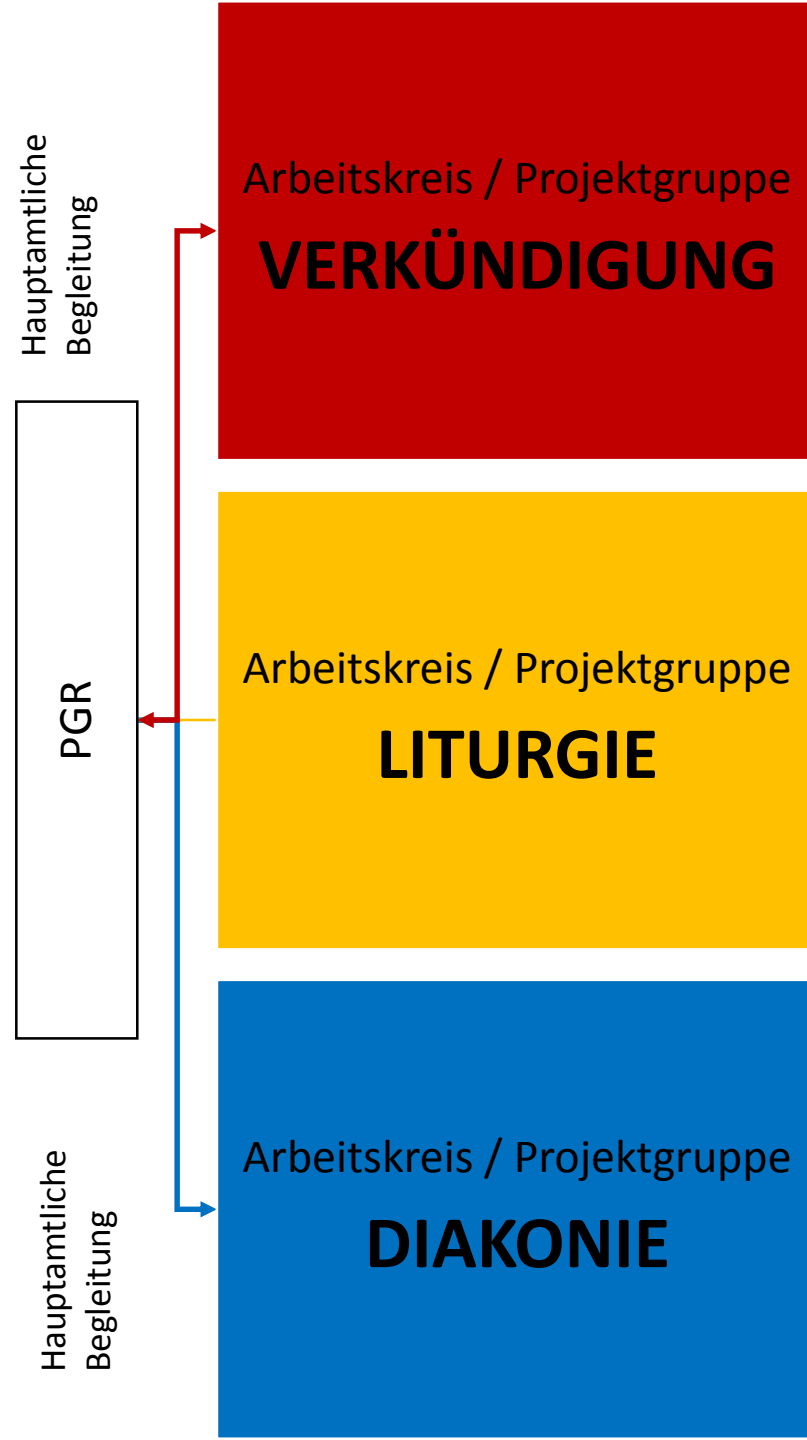 Hauptamtliche
Begleitung
Arbeitskreis / Projektgruppe
VERKÜNDIGUNG
PGR
Arbeitskreis / Projektgruppe
LITURGIE
Hauptamtliche
Begleitung
Arbeitskreis / Projektgruppe
DIAKONIE